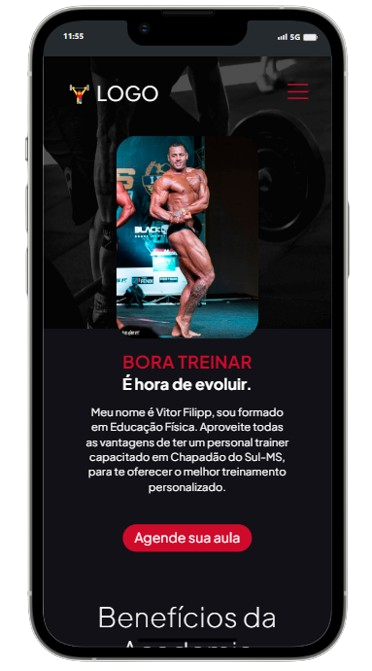 11:55
5G
LOGO
BLACK
BORA TREINAR
É hora de evoluir.
Meu nome é Vitor Filipp, sou formado
em Educação Física. Aproveite todas
as vantagens de ter um personal trainer
capacitado em Chapadão do Sul-MS,
para te oferecer o melhor treinamento
personalizado.
Agende sua aula
Benefícios da